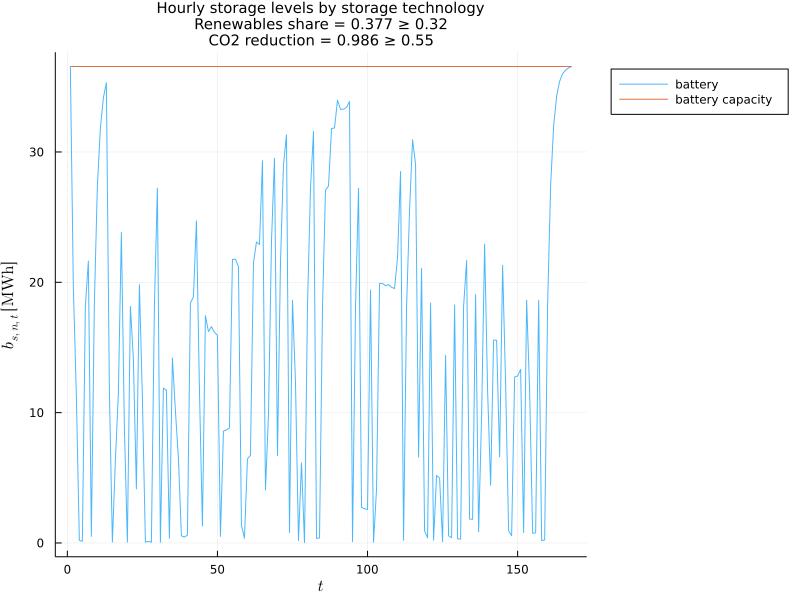 Hourly storage levels by storage technology
Renewables share = 0.377 ≥ 0.32
CO2 reduction = 0.986 ≥ 0.55
battery
battery capacity
b_{s, n, t} [MWh]
30
20
10
0
0 50 100 150
t